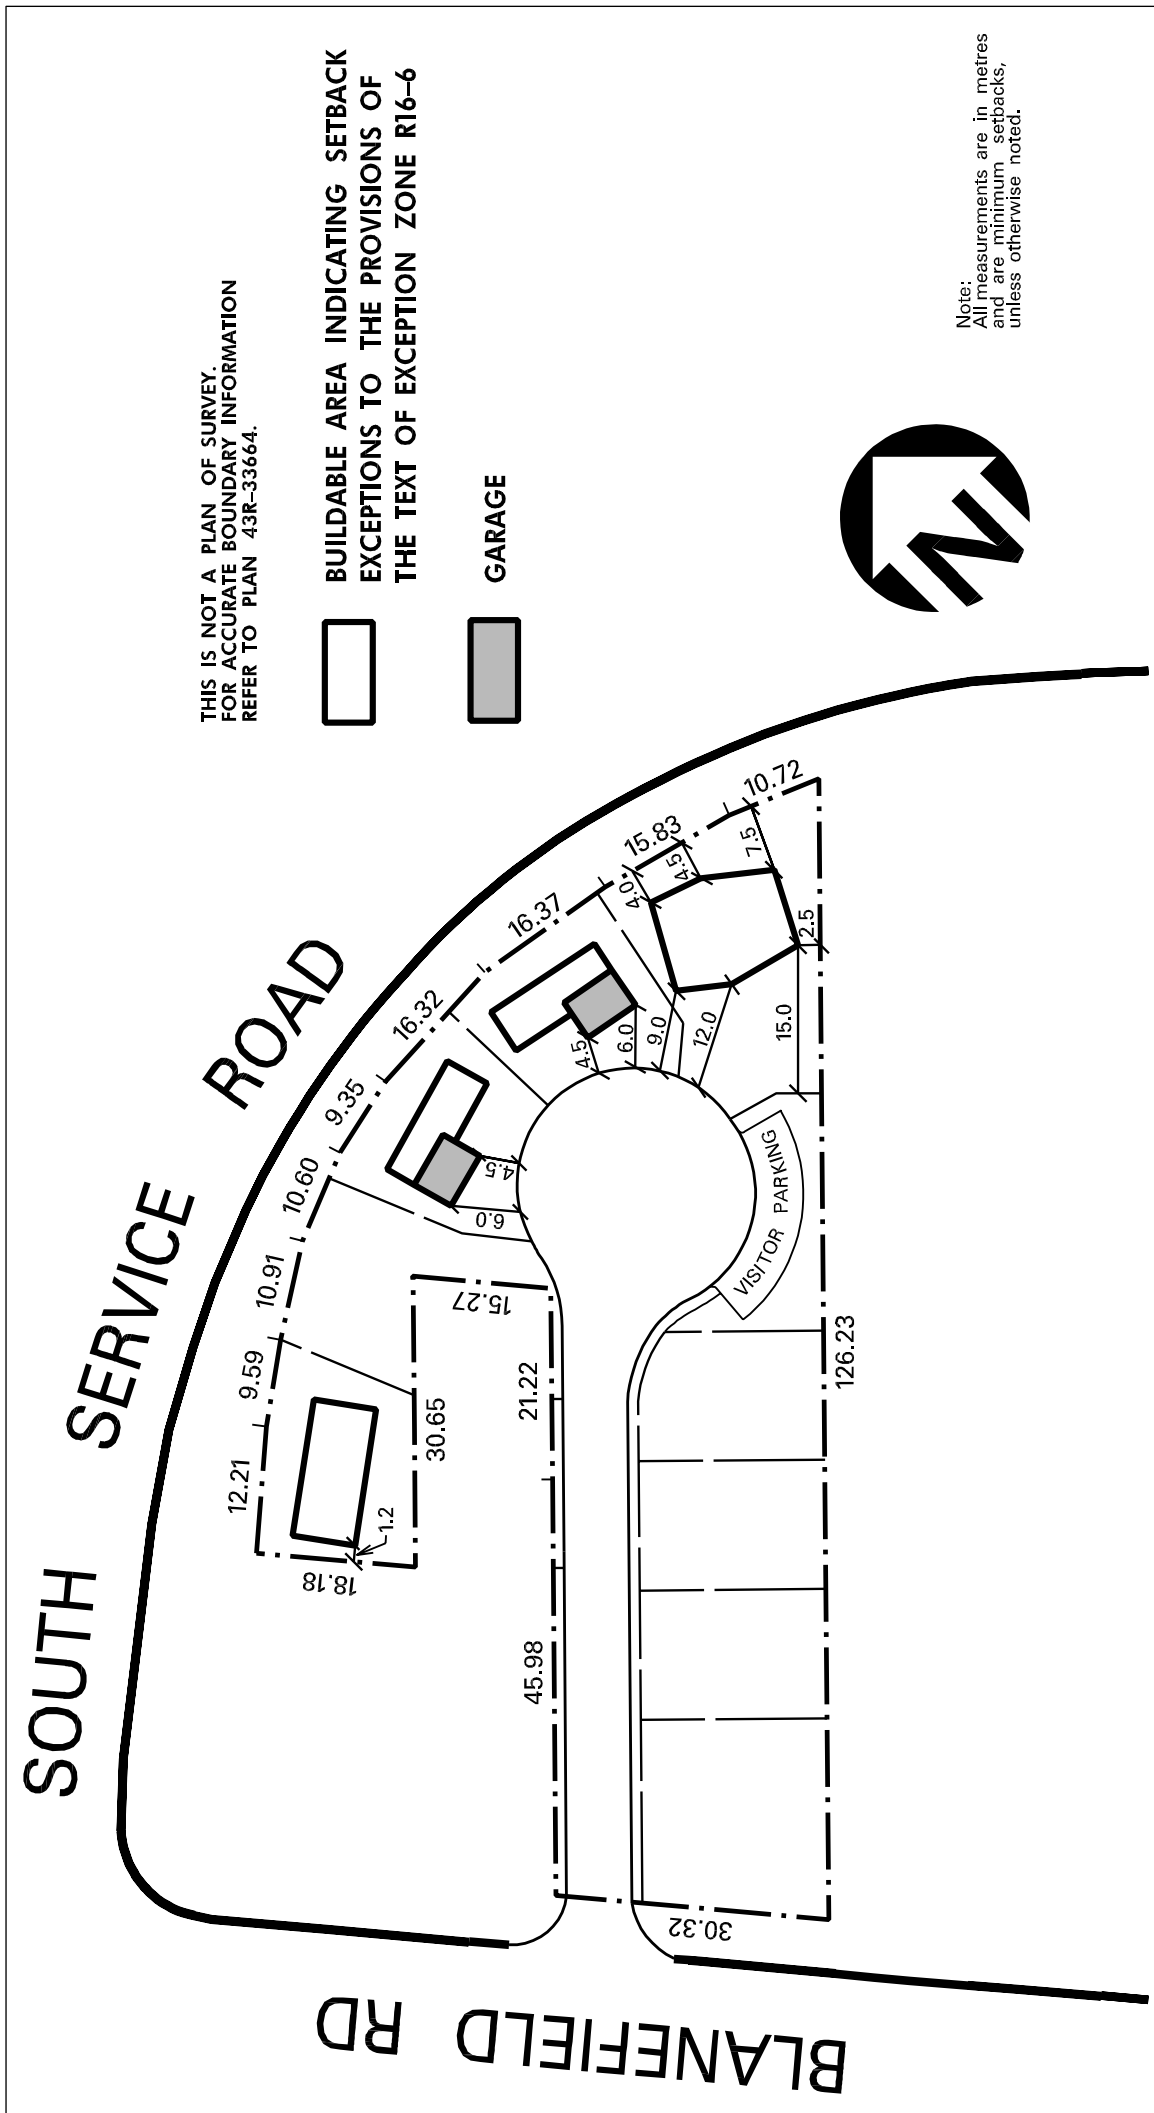 THIS IS NOT A PLAN OF SURVEY.
FOR ACCURATE BOUNDARY INFORMATION
REFER TO PLAN 43R-33664.
BUILDABLE AREA INDICATING SETBACK
EXCEPTIONS TO THE PROVISIONS OF
THE TEXT OF EXCEPTION ZONE R16-6
GARAGE
Note:
All measurements are in metres
and are minimum setbacks,
unless otherwise noted.
N
SOUTH SERVICE ROAD
BLANEFIELD RD
12.21
9.59
10.91
10.60
9.35
16.32
16.37
15.83
10.72
18.18
1.2
30.65
15.27
21.22
45.98
30.32
126.23
6.0
4.5
4.5
6.0
9.0
12.0
15.0
4.0
4.5
7.5
2.5
VISITOR PARKING